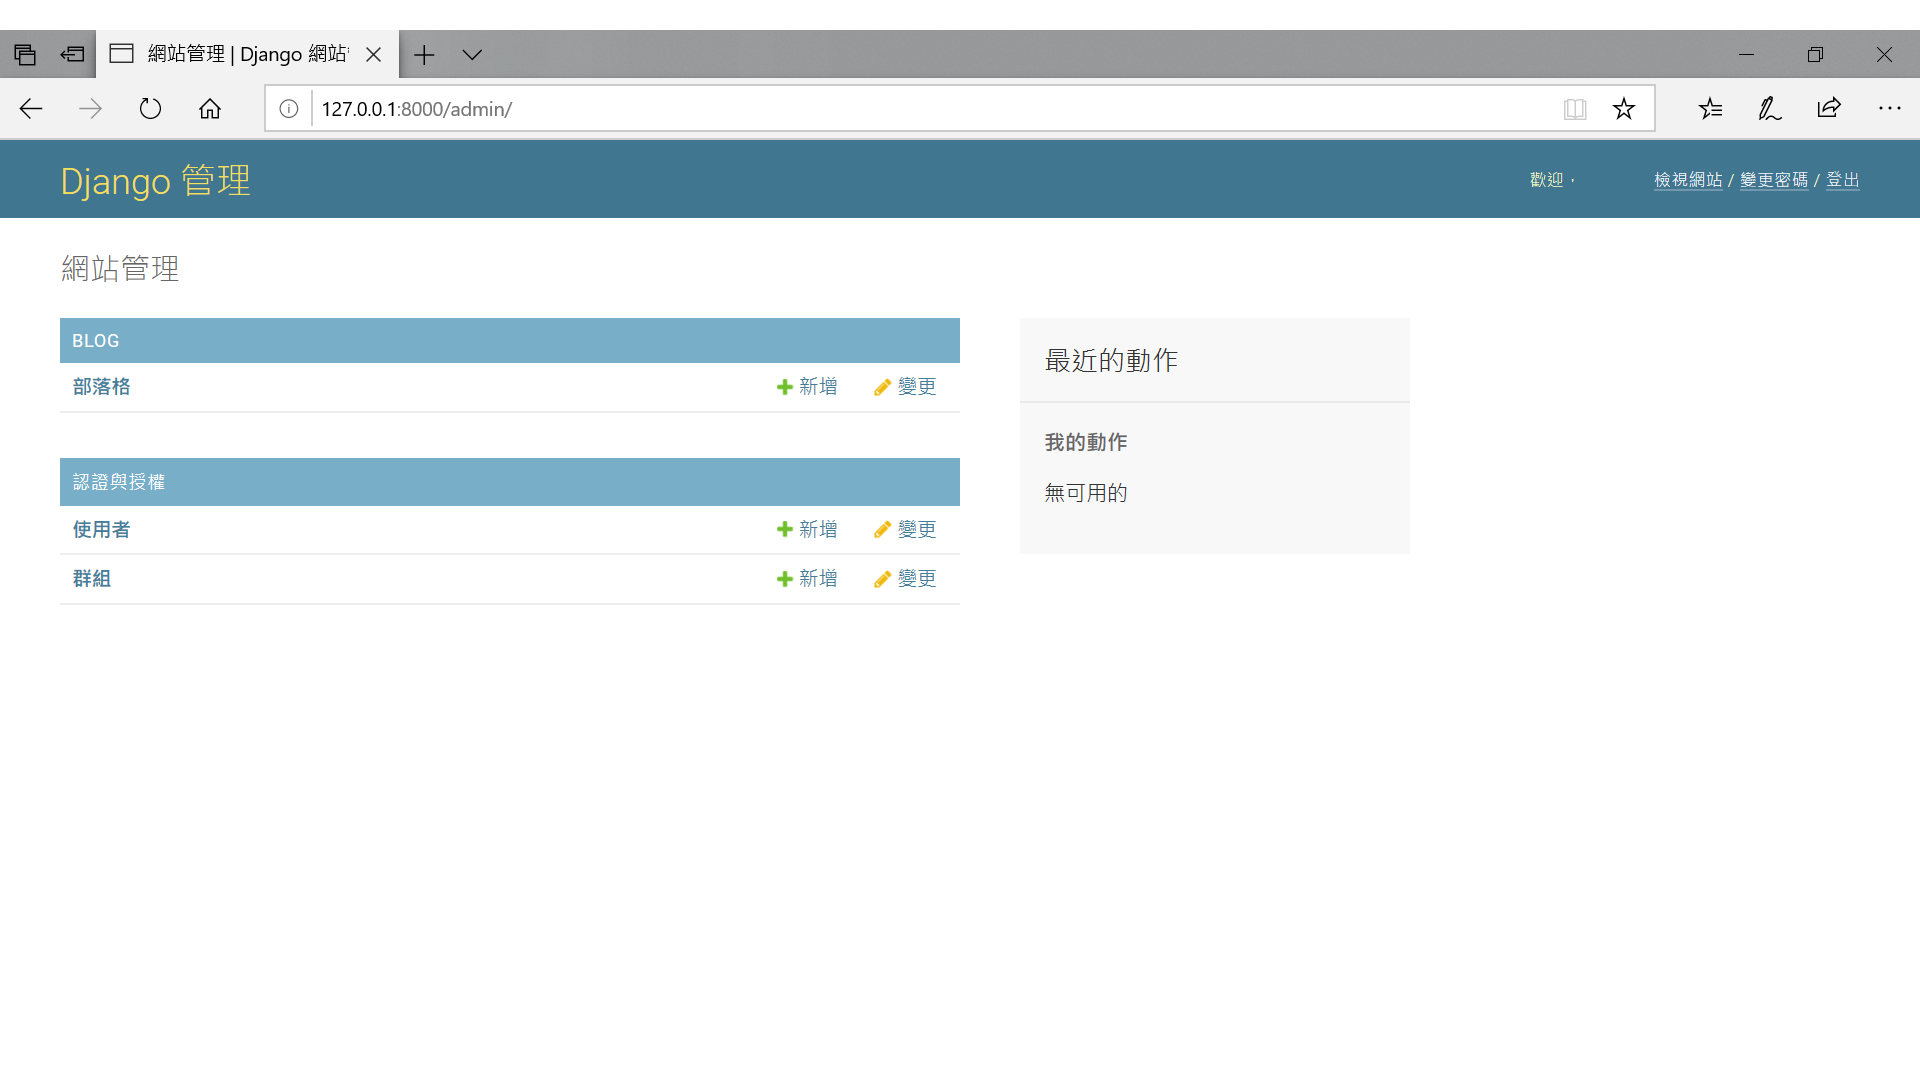 網站管理 | Django 網站
127.0.0.1:8000/admin/
Django 管理
歡迎，
檢視網站 / 變更密碼 / 登出
網站管理
BLOG
部落格 新增 變更
認證與授權
使用者 新增 變更
群組 新增 變更
最近的動作
我的動作
無可用的